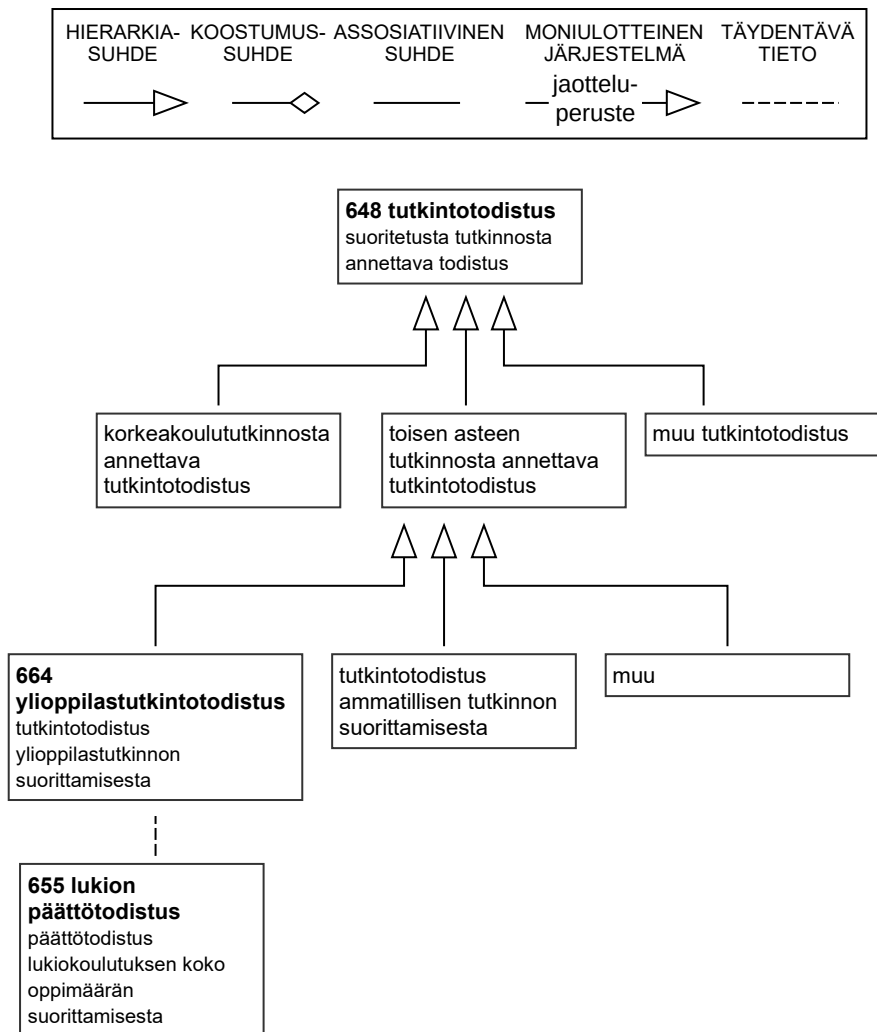 HIERARKIA-
SUHDE
KOOSTUMUS-
SUHDE
ASSOSIATIIVINEN
SUHDE
MONIULOTTEINEN
JÄRJESTELMÄ
jaottelu-
peruste
TÄYDENTÄVÄ
TIETO
648 tutkintotodistus
suoritetusta tutkinnosta
annettava todistus
korkeakoulututkinnosta
annettava
tutkintotodistus
toisen asteen
tutkinnosta annettava
tutkintotodistus
muu tutkintotodistus
664
ylioppilastutkintotodistus
tutkintotodistus
ylioppilastutkinnon
suorittamisesta
tutkintotodistus
ammatillisen tutkinnon
suorittamisesta
muu
655 lukion
päättötodistus
päättötodistus
lukiokoulutuksen koko
oppimäärän
suorittamisesta